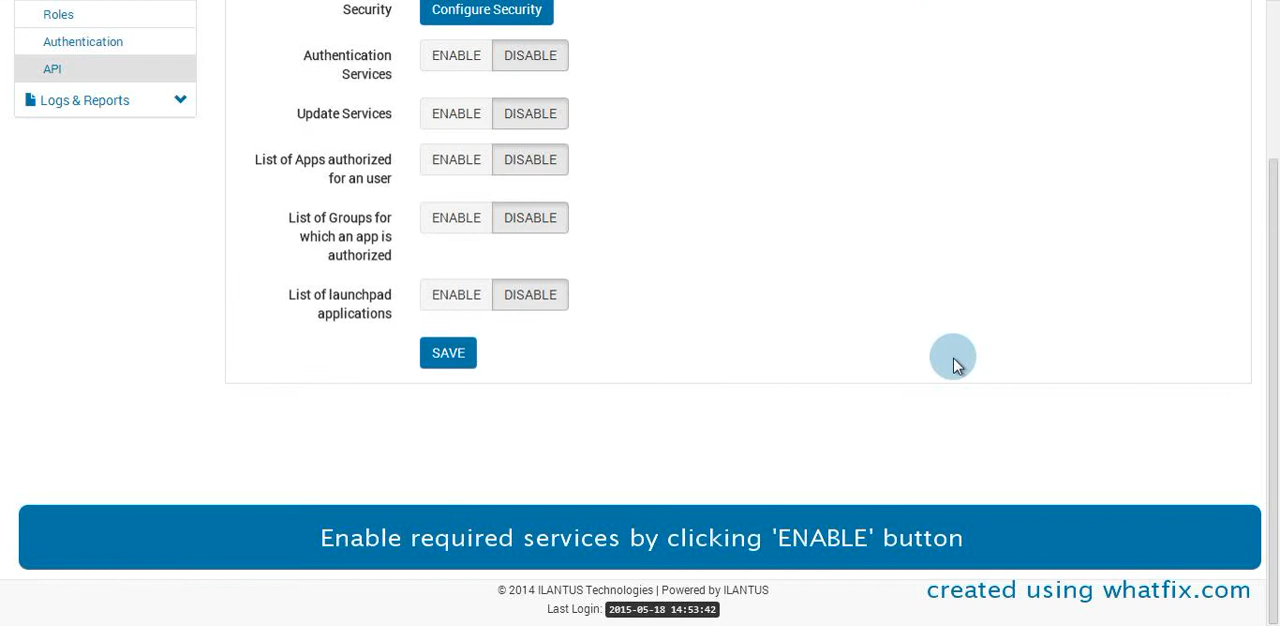 Roles
Authentication
API
Logs & Reports
Security
Configure Security
Authentication
Services
ENABLE
DISABLE
Update Services
ENABLE
DISABLE
List of Apps authorized
for an user
ENABLE
DISABLE
List of Groups for
which an app is
authorized
ENABLE
DISABLE
List of launchpad
applications
ENABLE
DISABLE
SAVE
Enable required services by clicking 'ENABLE' button
© 2014 ILANTUS Technologies | Powered by ILANTUS
Last Login: 2015-05-18 14:53:42
created using whatfix.com